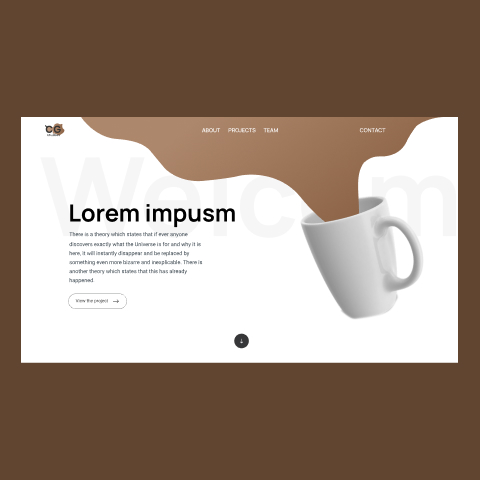 CG
ABOUT PROJECTS TEAM CONTACT
Welcom
Lorem impusm
There is a theory which states that if ever anyone
discovers exactly what the Universe is for and why it is
here, it will instantly disappear and be replaced by
something even more bizarre and inexplicable. There is
another theory which states that this has already
happened.
View the project